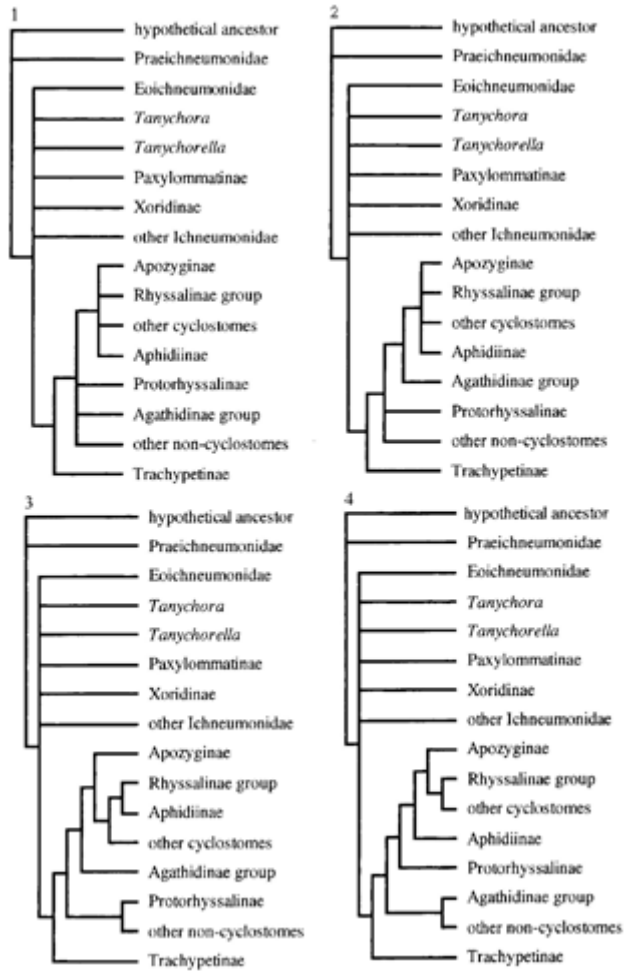 1
hypothetical ancestor
Praeichneumonidae
Eoichneumonidae
Tanychora
Tanychorella
Paxylommatinae
Xoridinae
other Ichneumonidae
Apozyginae
Rhyssalinae group
other cyclostomes
Aphidiinae
Protorhyssalinae
Agathidinae group
other non-cyclostomes
Trachypetinae
2
hypothetical ancestor
Praeichneumonidae
Eoichneumonidae
Tanychora
Tanychorella
Paxylommatinae
Xoridinae
other Ichneumonidae
Apozyginae
Rhyssalinae group
other cyclostomes
Aphidiinae
Agathidinae group
Protorhyssalinae
other non-cyclostomes
Trachypetinae
3
hypothetical ancestor
Praeichneumonidae
Eoichneumonidae
Tanychora
Tanychorella
Paxylommatinae
Xoridinae
other Ichneumonidae
Apozyginae
Rhyssalinae group
Aphidiinae
other cyclostomes
Agathidinae group
Protorhyssalinae
other non-cyclostomes
Trachypetinae
4
hypothetical ancestor
Praeichneumonidae
Eoichneumonidae
Tanychora
Tanychorella
Paxylommatinae
Xoridinae
other Ichneumonidae
Apozyginae
Rhyssalinae group
other cyclostomes
Aphidiinae
Protorhyssalinae
Agathidinae group
other non-cyclostomes
Trachypetinae